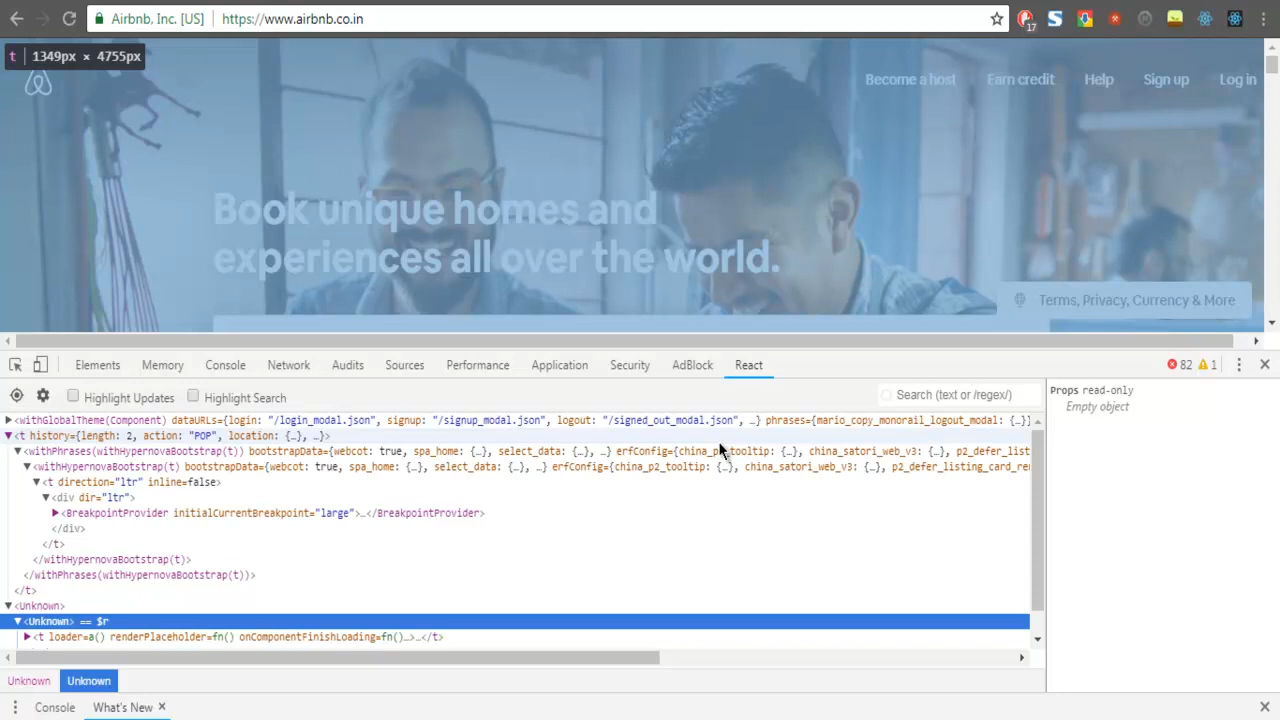 Airbnb, Inc. [US] https://www.airbnb.co.in
17
t 1349px × 4755px
Become a host Earn credit Help Sign up Log in
Book unique homes and
experiences all over the world.
Terms, Privacy, Currency & More
Elements Memory Console Network Audits Sources Performance Application Security AdBlock React 82 1
Highlight Updates Highlight Search Search (text or /regex/)
Props read-only
Empty object
<withGlobalTheme(Component) dataURLs={login: "/login_modal.json", signup: "/signup_modal.json", logout: "/signed_out_modal.json", …} phrases={mario_copy_monorail_logout_modal: {…}
<t history={length: 2, action: "POP", location: {…}, …}>
<withPhrases(withHypernovaBootstrap(t)) bootstrapData={webcot: true, spa_home: {…}, select_data: {…}, …} erfConfig={china_p2_tooltip: {…}, china_satori_web_v3: {…}, p2_defer_list
<withHypernovaBootstrap(t) bootstrapData={webcot: true, spa_home: {…}, select_data: {…}, …} erfConfig={china_p2_tooltip: {…}, china_satori_web_v3: {…}, p2_defer_listing_card_re
<t direction="ltr" inline=false>
<div dir="ltr">
<BreakpointProvider initialCurrentBreakpoint="large">…</BreakpointProvider>
</div>
</t>
</withHypernovaBootstrap(t)>
</withPhrases(withHypernovaBootstrap(t))>
</t>
<Unknown>
<Unknown> == $r
<t loader=a() renderPlaceholder=fn() onComponentFinishLoading=fn()…>…</t>
Unknown Unknown
Console What's New